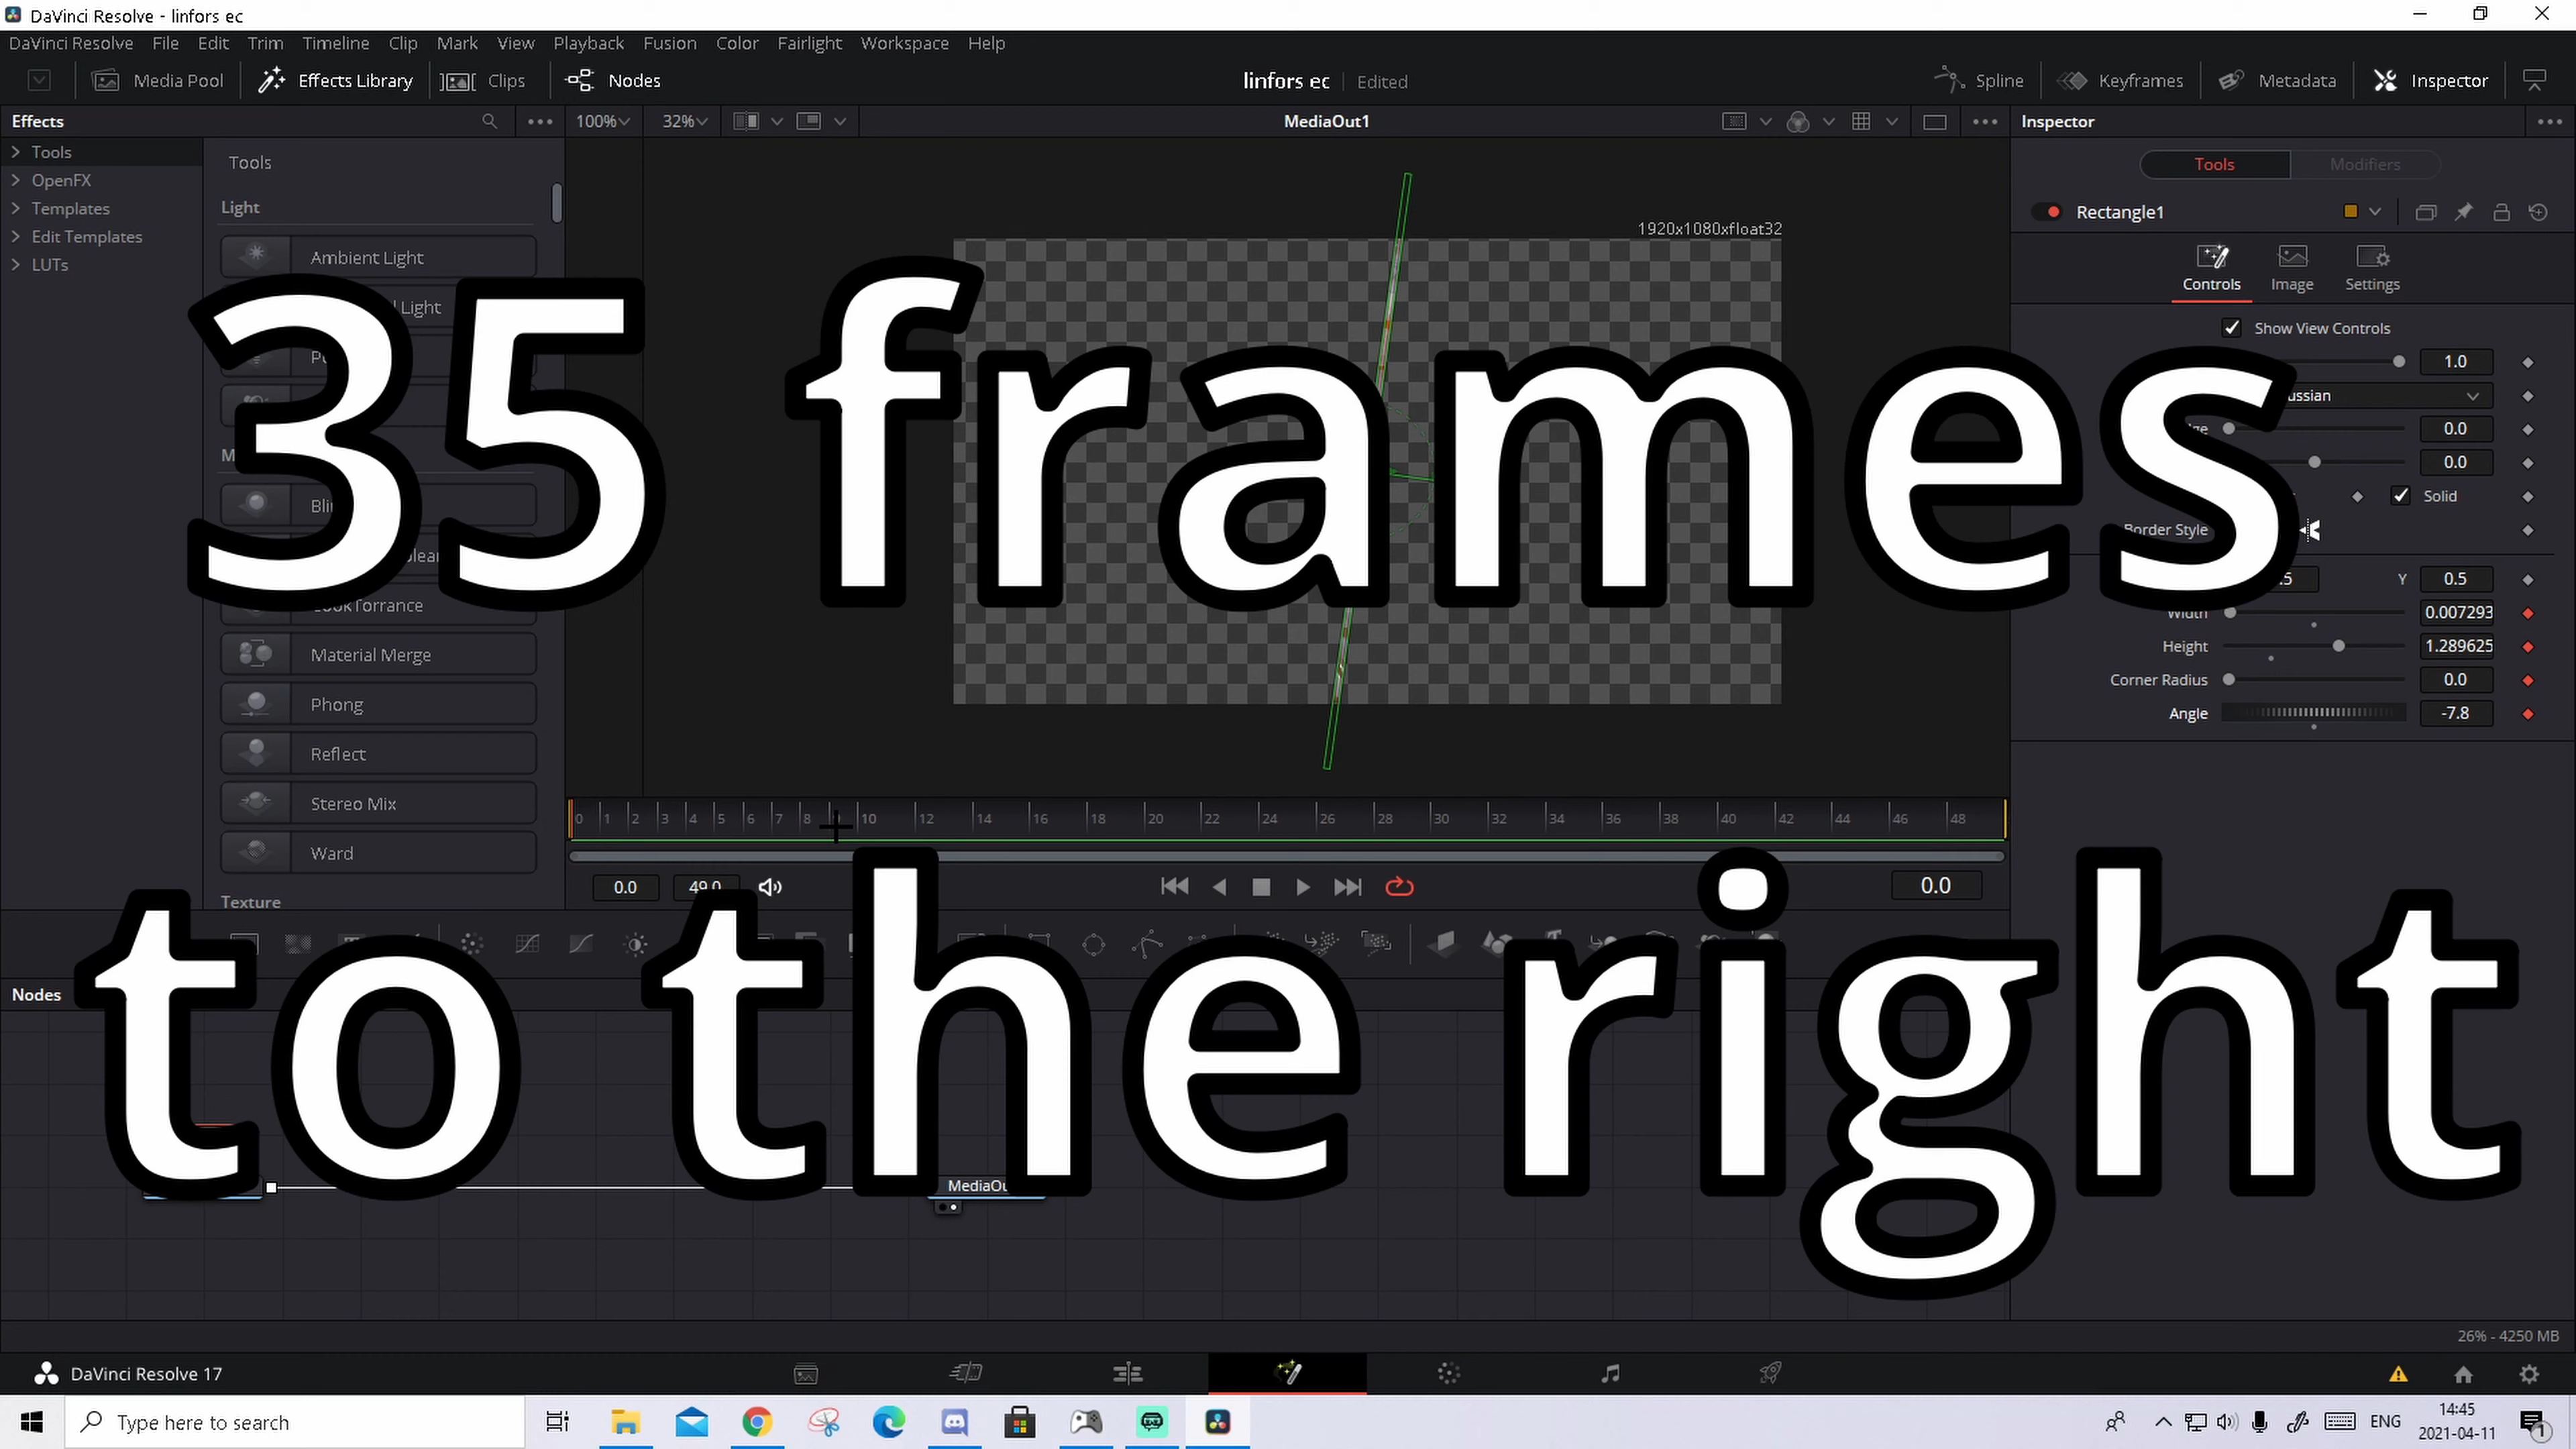 DaVinci Resolve - linfors ec
DaVinci Resolve File Edit Trim Timeline Clip Mark View Playback Fusion Color Fairlight Workspace Help
Media Pool Effects Library Clips Nodes linfors ec Edited Spline Keyframes Metadata Inspector
Effects 100% 32% MediaOut1 Inspector
Tools
OpenFX
Templates
Edit Templates
LUTs
Tools
Light
Ambient Light
Light
Material Merge
Phong
Reflect
Stereo Mix
Ward
Texture
1920x1080xfloat32
35 frames
to the right
0 1 2 3 4 5 6 7 8 10 12 14 16 18 20 22 24 26 28 30 32 34 36 38 40 42 44 46 48
0.0 49.0 0.0
Tools Modifiers
Rectangle1
Controls Image Settings
Show View Controls
1.0
0.0
0.0
Solid
Border Style
Y 0.5
Width 0.007293
Height 1.289625
Corner Radius 0.0
Angle -7.8
Nodes
26% - 4250 MB
DaVinci Resolve 17
Type here to search
ENG
14:45
2021-04-11
1